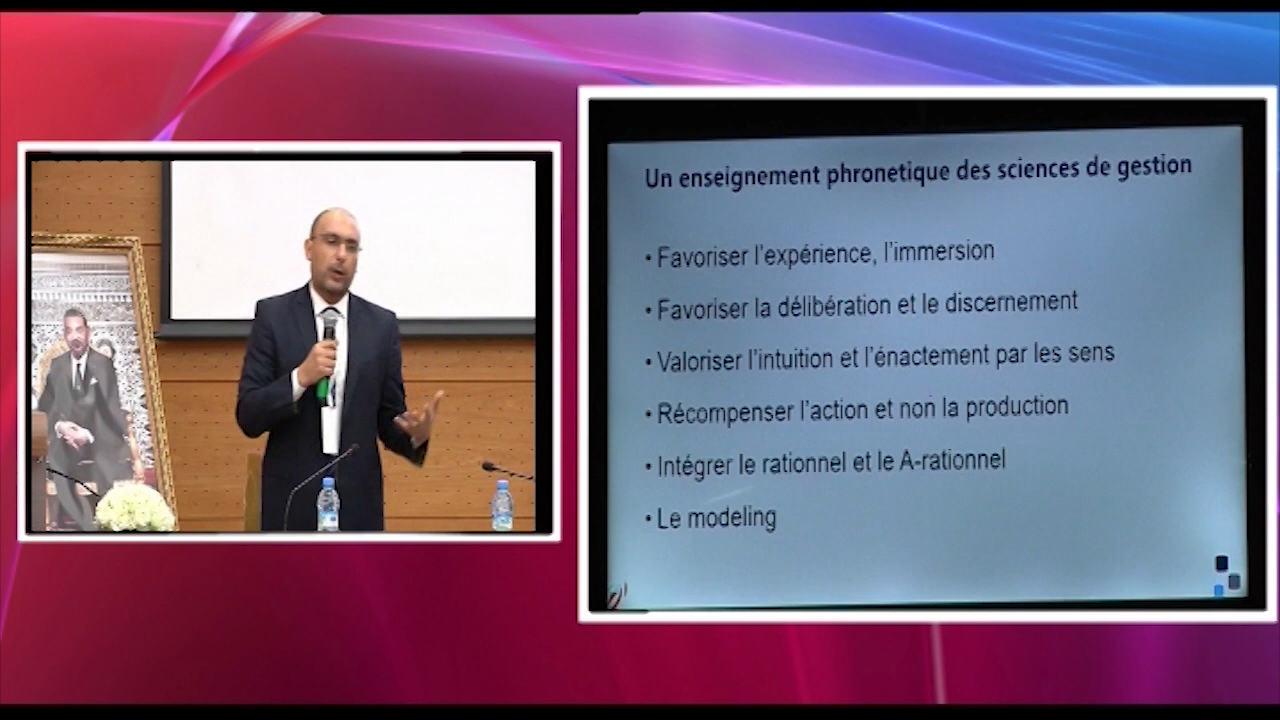 Un enseignement phronetique des sciences de gestion
• Favoriser l'expérience, l'immersion
• Favoriser la délibération et le discernement
• Valoriser l'intuition et l'énactement par les sens
• Récompenser l'action et non la production
• Intégrer le rationnel et le A-rationnel
• Le modeling